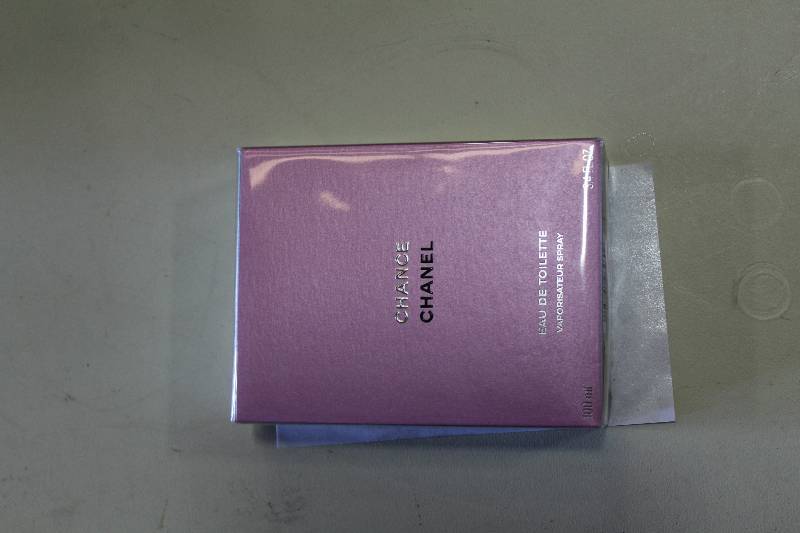 CHANCE
CHANEL
EAU DE TOILETTE
VAPORISATEUR SPRAY
100 ml
3.4 fl. oz